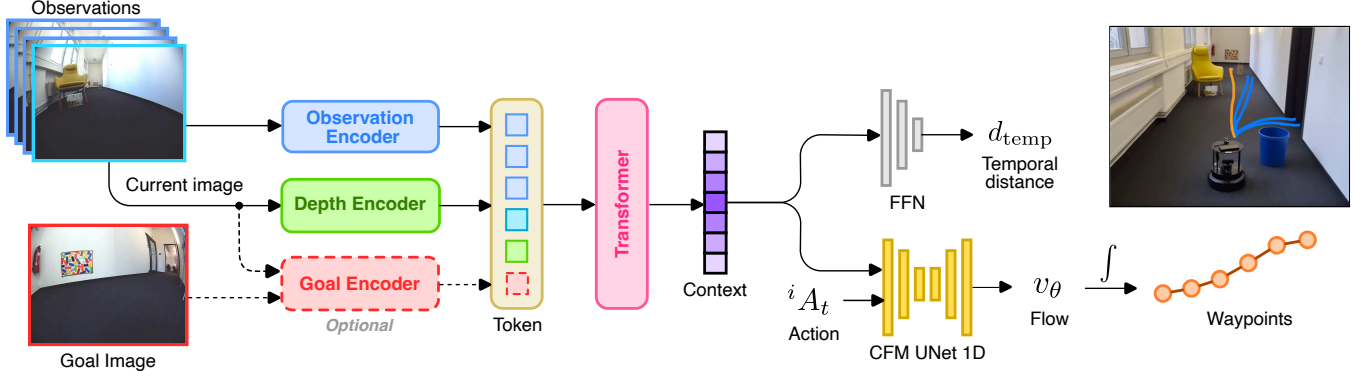 Observations
Observation
Encoder
Current image
Depth Encoder
Goal Encoder
Optional
Goal Image
Token
Transformer
Context
FFN
d_temp
Temporal
distance
^iA_t
Action
CFM UNet 1D
v_θ
Flow
∫
Waypoints